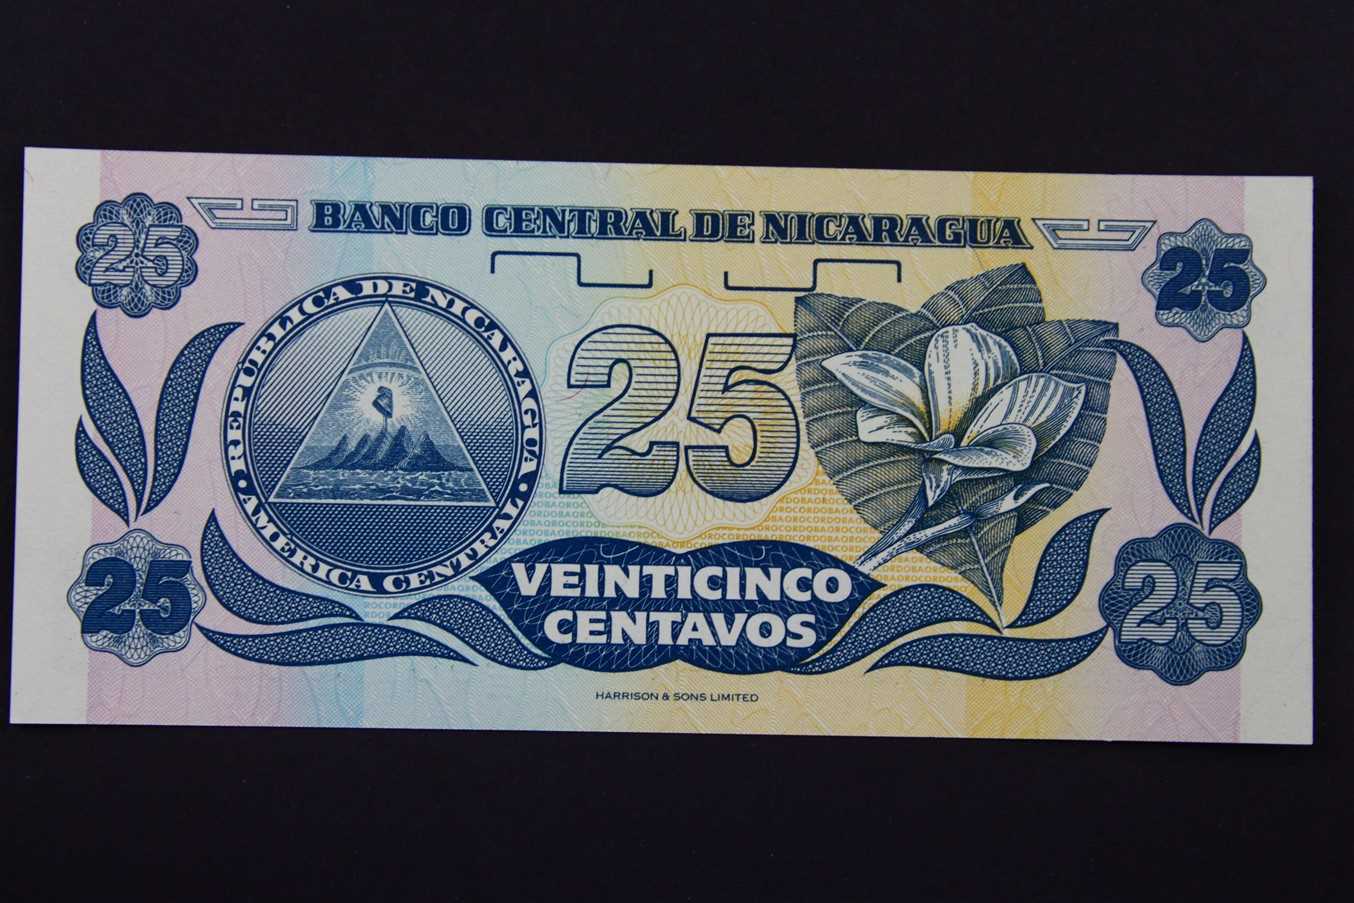 BANCO CENTRAL DE NICARAGUA
25
25
REPUBLICA DE NICARAGUA
AMERICA CENTRAL
25
VEINTICINCO
CENTAVOS
25
25
HARRISON & SONS LIMITED